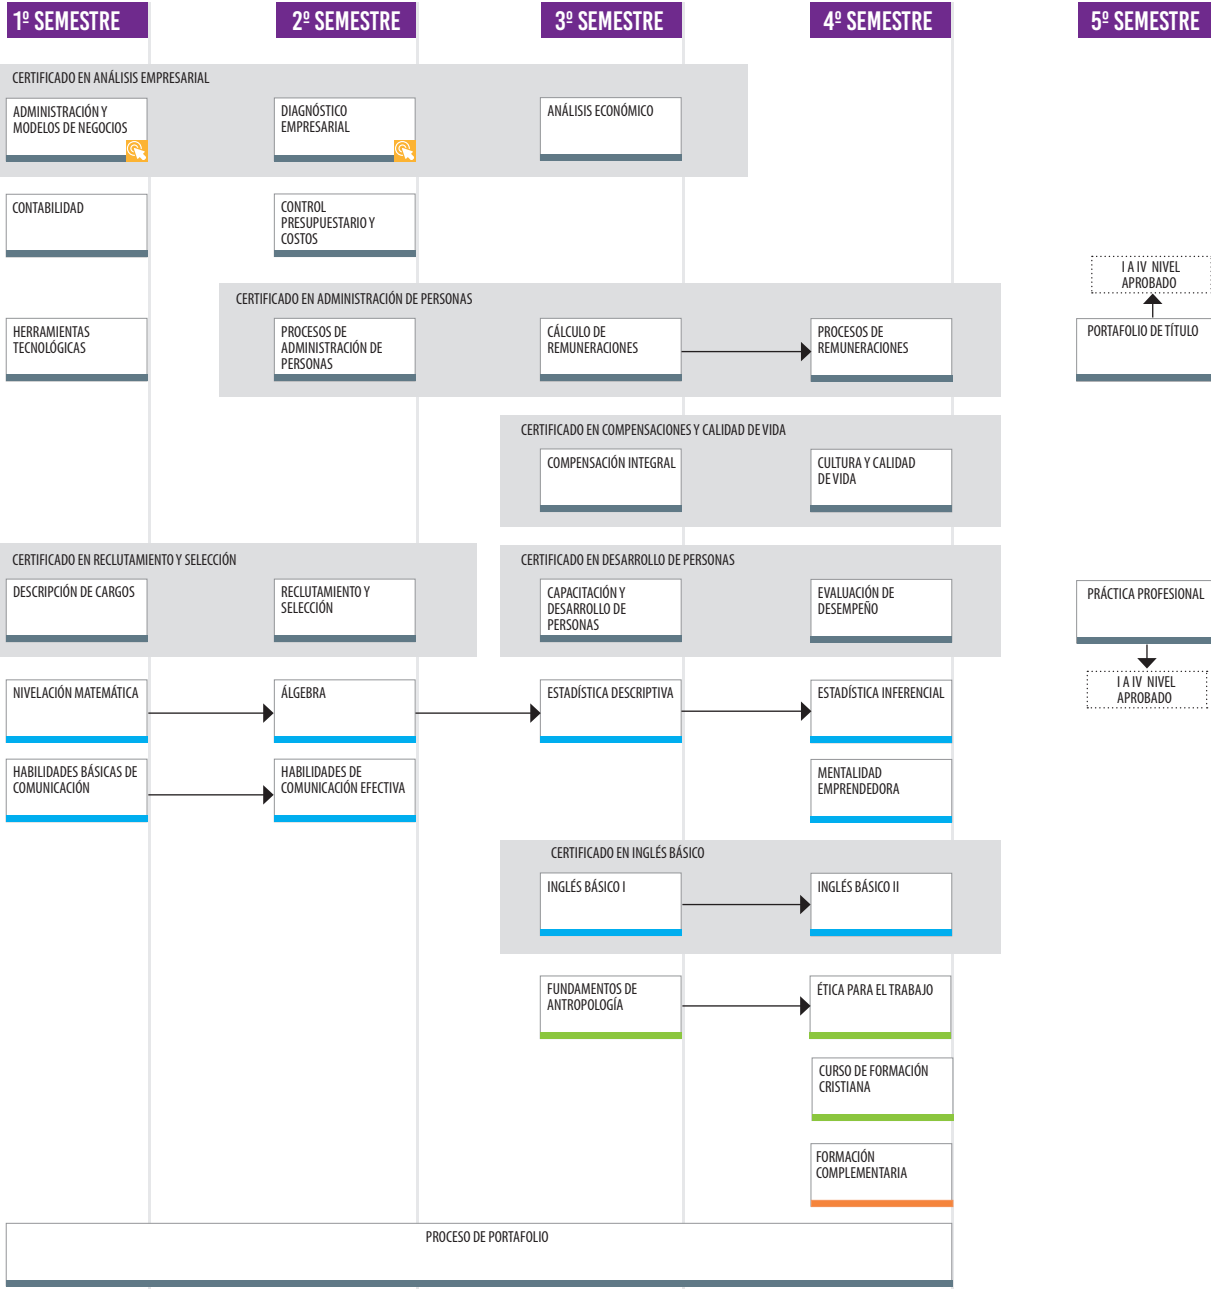 1º SEMESTRE
2º SEMESTRE
3º SEMESTRE
4º SEMESTRE
5º SEMESTRE
CERTIFICADO EN ANÁLISIS EMPRESARIAL
ADMINISTRACIÓN Y
MODELOS DE NEGOCIOS
DIAGNÓSTICO
EMPRESARIAL
ANÁLISIS ECONÓMICO
CONTABILIDAD
CONTROL
PRESUPUESTARIO Y
COSTOS
I A IV NIVEL
APROBADO
CERTIFICADO EN ADMINISTRACIÓN DE PERSONAS
HERRAMIENTAS
TECNOLÓGICAS
PROCESOS DE
ADMINISTRACIÓN DE
PERSONAS
CÁLCULO DE
REMUNERACIONES
PROCESOS DE
REMUNERACIONES
PORTAFOLIO DE TÍTULO
CERTIFICADO EN COMPENSACIONES Y CALIDAD DE VIDA
COMPENSACIÓN INTEGRAL
CULTURA Y CALIDAD
DE VIDA
CERTIFICADO EN RECLUTAMIENTO Y SELECCIÓN
CERTIFICADO EN DESARROLLO DE PERSONAS
DESCRIPCIÓN DE CARGOS
RECLUTAMIENTO Y
SELECCIÓN
CAPACITACIÓN Y
DESARROLLO DE
PERSONAS
EVALUACIÓN DE
DESEMPEÑO
PRÁCTICA PROFESIONAL
I A IV NIVEL
APROBADO
NIVELACIÓN MATEMÁTICA
ÁLGEBRA
ESTADÍSTICA DESCRIPTIVA
ESTADÍSTICA INFERENCIAL
HABILIDADES BÁSICAS DE
COMUNICACIÓN
HABILIDADES DE
COMUNICACIÓN EFECTIVA
MENTALIDAD
EMPRENDEDORA
CERTIFICADO EN INGLÉS BÁSICO
INGLÉS BÁSICO I
INGLÉS BÁSICO II
FUNDAMENTOS DE
ANTROPOLOGÍA
ÉTICA PARA EL TRABAJO
CURSO DE FORMACIÓN
CRISTIANA
FORMACIÓN
COMPLEMENTARIA
PROCESO DE PORTAFOLIO